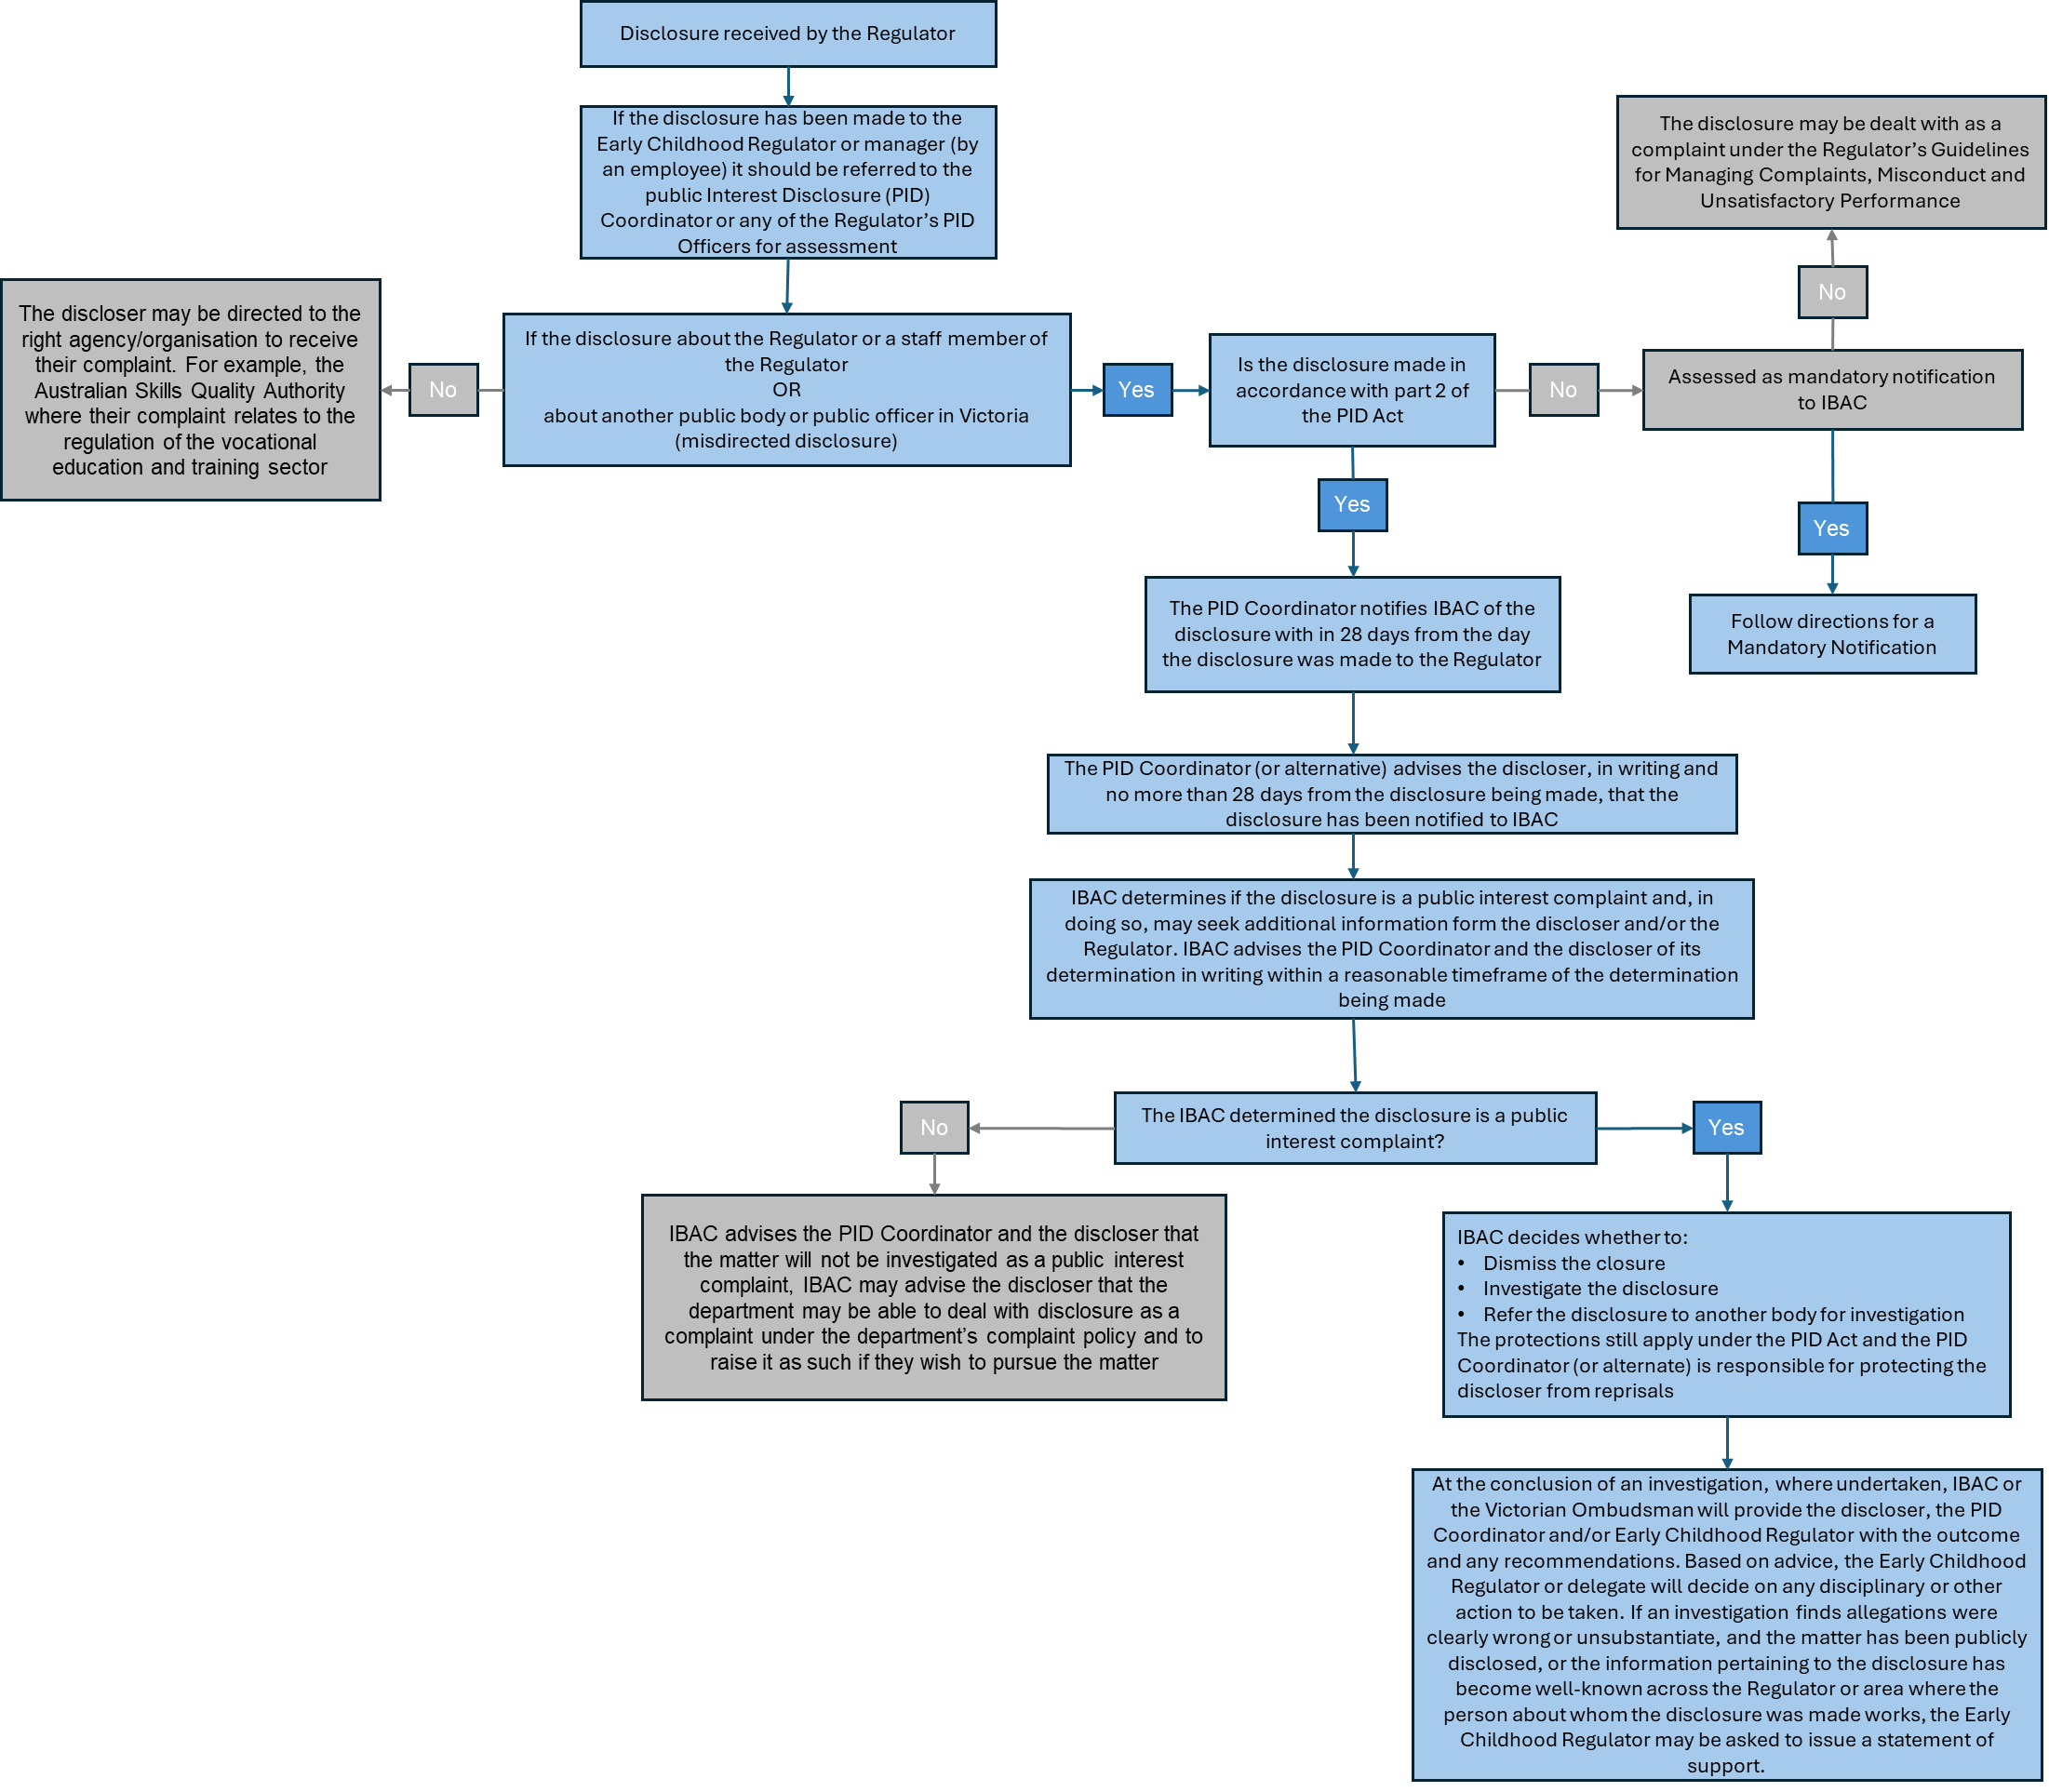 Disclosure received by the Regulator
If the disclosure has been made to the
Early Childhood Regulator or manager (by
an employee) it should be referred to the
public Interest Disclosure (PID)
Coordinator or any of the Regulator's PID
Officers for assessment
The disclosure may be dealt with as a
complaint under the Regulator's Guidelines
for Managing Complaints, Misconduct and
Unsatisfactory Performance
No
The discloser may be directed to the
right agency/organisation to receive
their complaint. For example, the
Australian Skills Quality Authority
where their complaint relates to the
regulation of the vocational
education and training sector
No
If the disclosure about the Regulator or a staff member of
the Regulator
OR
about another public body or public officer in Victoria
(misdirected disclosure)
Yes
Is the disclosure made in
accordance with part 2 of
the PID Act
No
Assessed as mandatory notification
to IBAC
Yes
Yes
The PID Coordinator notifies IBAC of the
disclosure with in 28 days from the day
the disclosure was made to the Regulator
Follow directions for a
Mandatory Notification
The PID Coordinator (or alternative) advises the discloser, in writing and
no more than 28 days from the disclosure being made, that the
disclosure has been notified to IBAC
IBAC determines if the disclosure is a public interest complaint and, in
doing so, may seek additional information form the discloser and/or the
Regulator. IBAC advises the PID Coordinator and the discloser of its
determination in writing within a reasonable timeframe of the determination
being made
No
The IBAC determined the disclosure is a public
interest complaint?
Yes
IBAC advises the PID Coordinator and the discloser that
the matter will not be investigated as a public interest
complaint, IBAC may advise the discloser that the
department may be able to deal with disclosure as a
complaint under the department's complaint policy and to
raise it as such if they wish to pursue the matter
IBAC decides whether to:
• Dismiss the closure
• Investigate the disclosure
• Refer the disclosure to another body for investigation
The protections still apply under the PID Act and the PID
Coordinator (or alternate) is responsible for protecting the
discloser from reprisals
At the conclusion of an investigation, where undertaken, IBAC or
the Victorian Ombudsman will provide the discloser, the PID
Coordinator and/or Early Childhood Regulator with the outcome
and any recommendations. Based on advice, the Early Childhood
Regulator or delegate will decide on any disciplinary or other
action to be taken. If an investigation finds allegations were
clearly wrong or unsubstantiate, and the matter has been publicly
disclosed, or the information pertaining to the disclosure has
become well-known across the Regulator or area where the
person about whom the disclosure was made works, the Early
Childhood Regulator may be asked to issue a statement of
support.